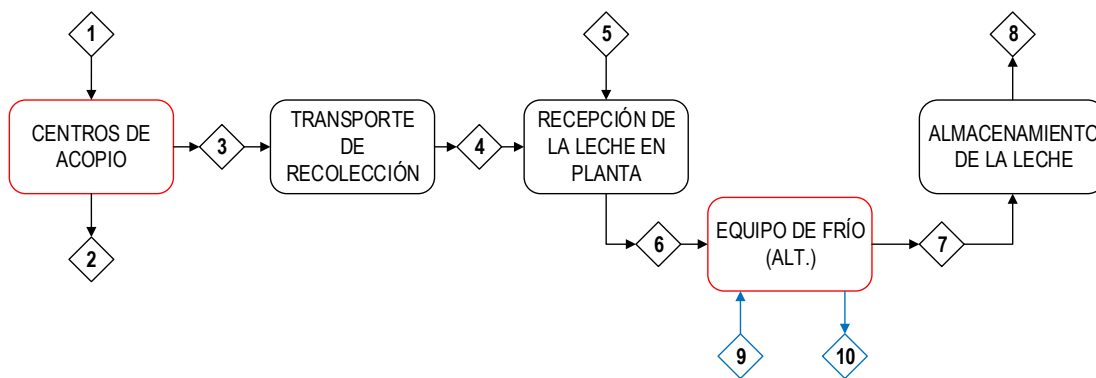 1
5
8
CENTROS DE
ACOPIO
3
TRANSPORTE
DE
RECOLECCIÓN
4
RECEPCIÓN DE
LA LECHE EN
PLANTA
ALMACENAMIENTO
DE LA LECHE
2
6
EQUIPO DE FRÍO
(ALT.)
7
9
10